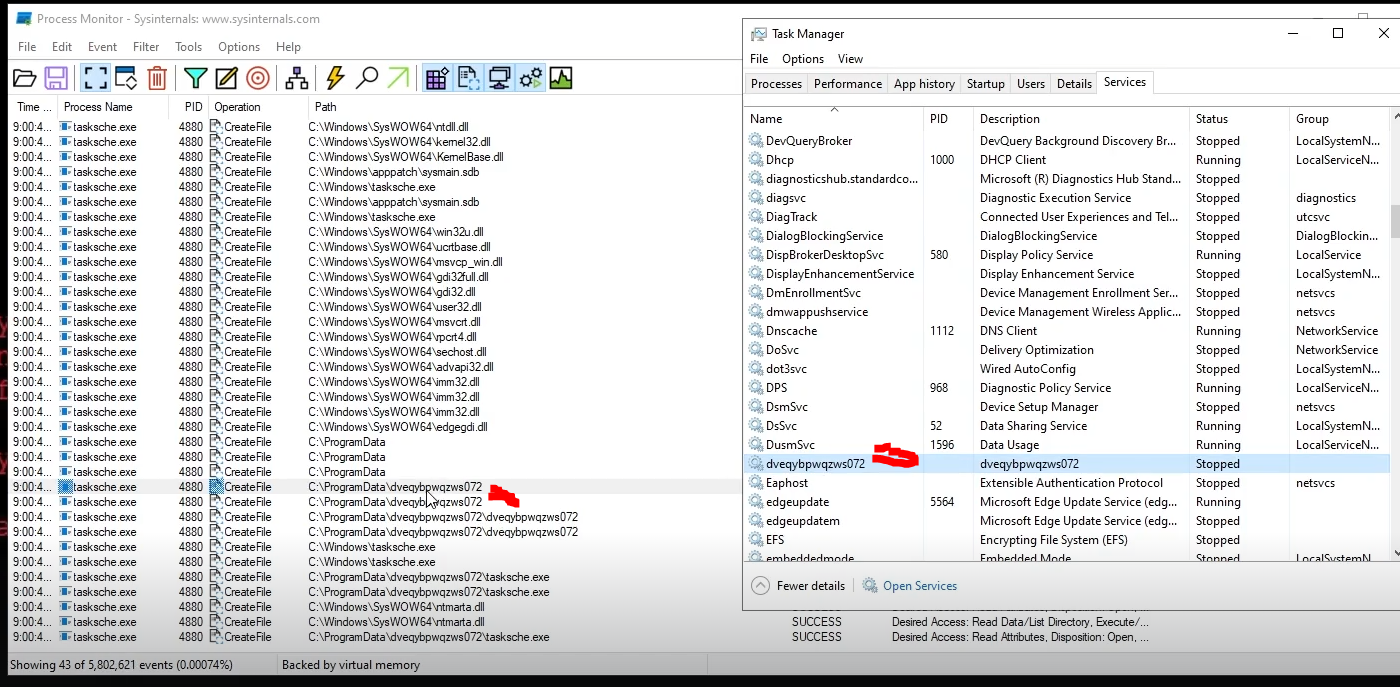 Process Monitor - Sysinternals: www.sysinternals.com
File Edit Event Filter Tools Options Help
Time ... Process Name PID Operation Path
9:00:4... tasksche.exe 4880 CreateFile C:\Windows\SysWOW64\ntdll.dll
9:00:4... tasksche.exe 4880 CreateFile C:\Windows\SysWOW64\kernel32.dll
9:00:4... tasksche.exe 4880 CreateFile C:\Windows\SysWOW64\KernelBase.dll
9:00:4... tasksche.exe 4880 CreateFile C:\Windows\apppatch\sysmain.sdb
9:00:4... tasksche.exe 4880 CreateFile C:\Windows\tasksche.exe
9:00:4... tasksche.exe 4880 CreateFile C:\Windows\apppatch\sysmain.sdb
9:00:4... tasksche.exe 4880 CreateFile C:\Windows\tasksche.exe
9:00:4... tasksche.exe 4880 CreateFile C:\Windows\SysWOW64\win32u.dll
9:00:4... tasksche.exe 4880 CreateFile C:\Windows\SysWOW64\ucrtbase.dll
9:00:4... tasksche.exe 4880 CreateFile C:\Windows\SysWOW64\msvcp_win.dll
9:00:4... tasksche.exe 4880 CreateFile C:\Windows\SysWOW64\gdi32full.dll
9:00:4... tasksche.exe 4880 CreateFile C:\Windows\SysWOW64\gdi32.dll
9:00:4... tasksche.exe 4880 CreateFile C:\Windows\SysWOW64\user32.dll
9:00:4... tasksche.exe 4880 CreateFile C:\Windows\SysWOW64\msvcrt.dll
9:00:4... tasksche.exe 4880 CreateFile C:\Windows\SysWOW64\rpcrt4.dll
9:00:4... tasksche.exe 4880 CreateFile C:\Windows\SysWOW64\sechost.dll
9:00:4... tasksche.exe 4880 CreateFile C:\Windows\SysWOW64\advapi32.dll
9:00:4... tasksche.exe 4880 CreateFile C:\Windows\SysWOW64\imm32.dll
9:00:4... tasksche.exe 4880 CreateFile C:\Windows\SysWOW64\imm32.dll
9:00:4... tasksche.exe 4880 CreateFile C:\Windows\SysWOW64\imm32.dll
9:00:4... tasksche.exe 4880 CreateFile C:\Windows\SysWOW64\edgegdi.dll
9:00:4... tasksche.exe 4880 CreateFile C:\ProgramData
9:00:4... tasksche.exe 4880 CreateFile C:\ProgramData
9:00:4... tasksche.exe 4880 CreateFile C:\ProgramData
9:00:4... tasksche.exe 4880 CreateFile C:\ProgramData\dveqybpwqzws072
9:00:4... tasksche.exe 4880 CreateFile C:\ProgramData\dveqybpwqzws072
9:00:4... tasksche.exe 4880 CreateFile C:\ProgramData\dveqybpwqzws072\dveqybpwqzws072
9:00:4... tasksche.exe 4880 CreateFile C:\ProgramData\dveqybpwqzws072\dveqybpwqzws072
9:00:4... tasksche.exe 4880 CreateFile C:\Windows\tasksche.exe
9:00:4... tasksche.exe 4880 CreateFile C:\Windows\tasksche.exe
9:00:4... tasksche.exe 4880 CreateFile C:\ProgramData\dveqybpwqzws072\tasksche.exe
9:00:4... tasksche.exe 4880 CreateFile C:\ProgramData\dveqybpwqzws072\tasksche.exe
9:00:4... tasksche.exe 4880 CreateFile C:\Windows\SysWOW64\ntmarta.dll
9:00:4... tasksche.exe 4880 CreateFile C:\Windows\SysWOW64\ntmarta.dll SUCCESS Desired Access: Read Data/List Directory, Execute/...
9:00:4... tasksche.exe 4880 CreateFile C:\ProgramData\dveqybpwqzws072\tasksche.exe SUCCESS Desired Access: Read Attributes, Disposition: Open, ...
Showing 43 of 5,802,621 events (0.00074%) Backed by virtual memory
Task Manager
File Options View
Processes Performance App history Startup Users Details Services
Name PID Description Status Group
DevQueryBroker DevQuery Background Discovery Br... Stopped LocalSystemN...
Dhcp 1000 DHCP Client Running LocalServiceN...
diagnosticshub.standardco... Microsoft (R) Diagnostics Hub Stand... Stopped
diagsvc Diagnostic Execution Service Stopped diagnostics
DiagTrack Connected User Experiences and Tel... Stopped utcsvc
DialogBlockingService DialogBlockingService Stopped DialogBlockin...
DispBrokerDesktopSvc 580 Display Policy Service Running LocalService
DisplayEnhancementService Display Enhancement Service Stopped LocalSystemN...
DmEnrollmentSvc Device Management Enrollment Ser... Stopped netsvcs
dmwappushservice Device Management Wireless Applic... Stopped netsvcs
Dnscache 1112 DNS Client Running NetworkService
DoSvc Delivery Optimization Stopped NetworkService
dot3svc Wired AutoConfig Stopped LocalSystemN...
DPS 968 Diagnostic Policy Service Running LocalServiceN...
DsmSvc Device Setup Manager Stopped netsvcs
DsSvc 52 Data Sharing Service Running LocalSystemN...
DusmSvc 1596 Data Usage Running LocalServiceN...
dveqybpwqzws072 dveqybpwqzws072 Stopped
Eaphost Extensible Authentication Protocol Stopped netsvcs
edgeupdate 5564 Microsoft Edge Update Service (edg... Running
edgeupdatem Microsoft Edge Update Service (edg... Stopped
EFS Encrypting File System (EFS) Stopped
embeddedmode Embedded Mode Stopped LocalSystemN...
Fewer details Open Services